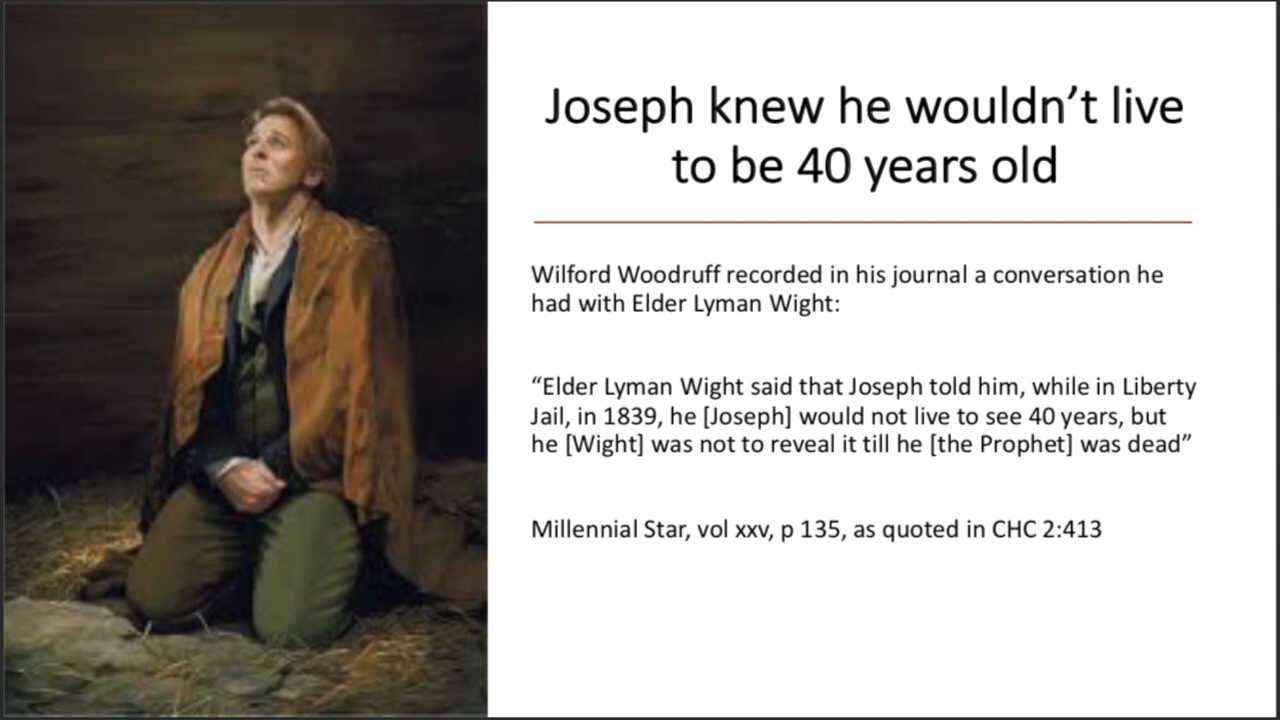 Joseph knew he wouldn’t live
to be 40 years old
Wilford Woodruff recorded in his journal a conversation he
had with Elder Lyman Wight:
“Elder Lyman Wight said that Joseph told him, while in Liberty
Jail, in 1839, he [Joseph] would not live to see 40 years, but
he [Wight] was not to reveal it till he [the Prophet] was dead”
Millennial Star, vol xxv, p 135, as quoted in CHC 2:413